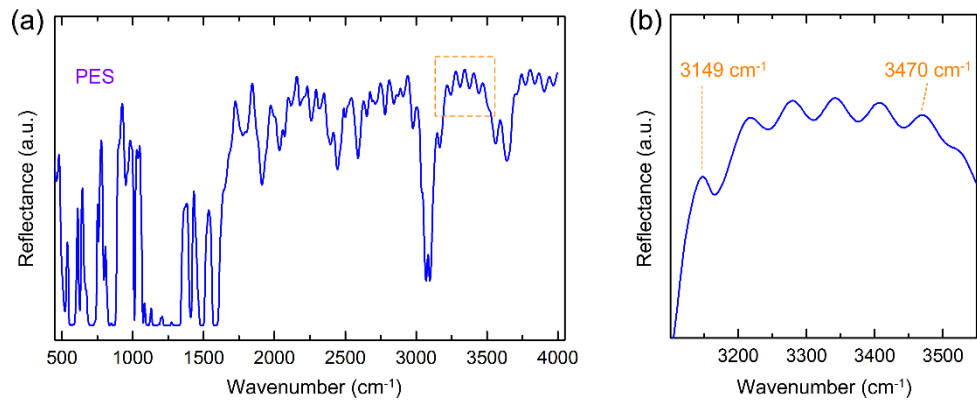 (a)
PES
Reflectance (a.u.)
500 1000 1500 2000 2500 3000 3500 4000
Wavenumber (cm⁻¹)
(b)
3149 cm⁻¹
3470 cm⁻¹
Reflectance (a.u.)
3200 3300 3400 3500
Wavenumber (cm⁻¹)